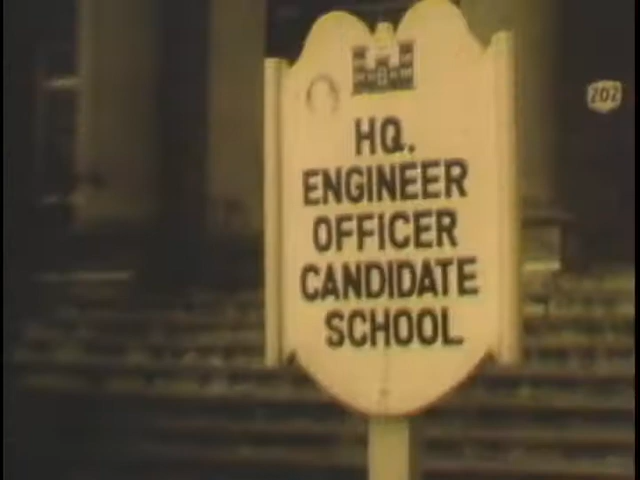 HQ.
ENGINEER
OFFICER
CANDIDATE
SCHOOL
202